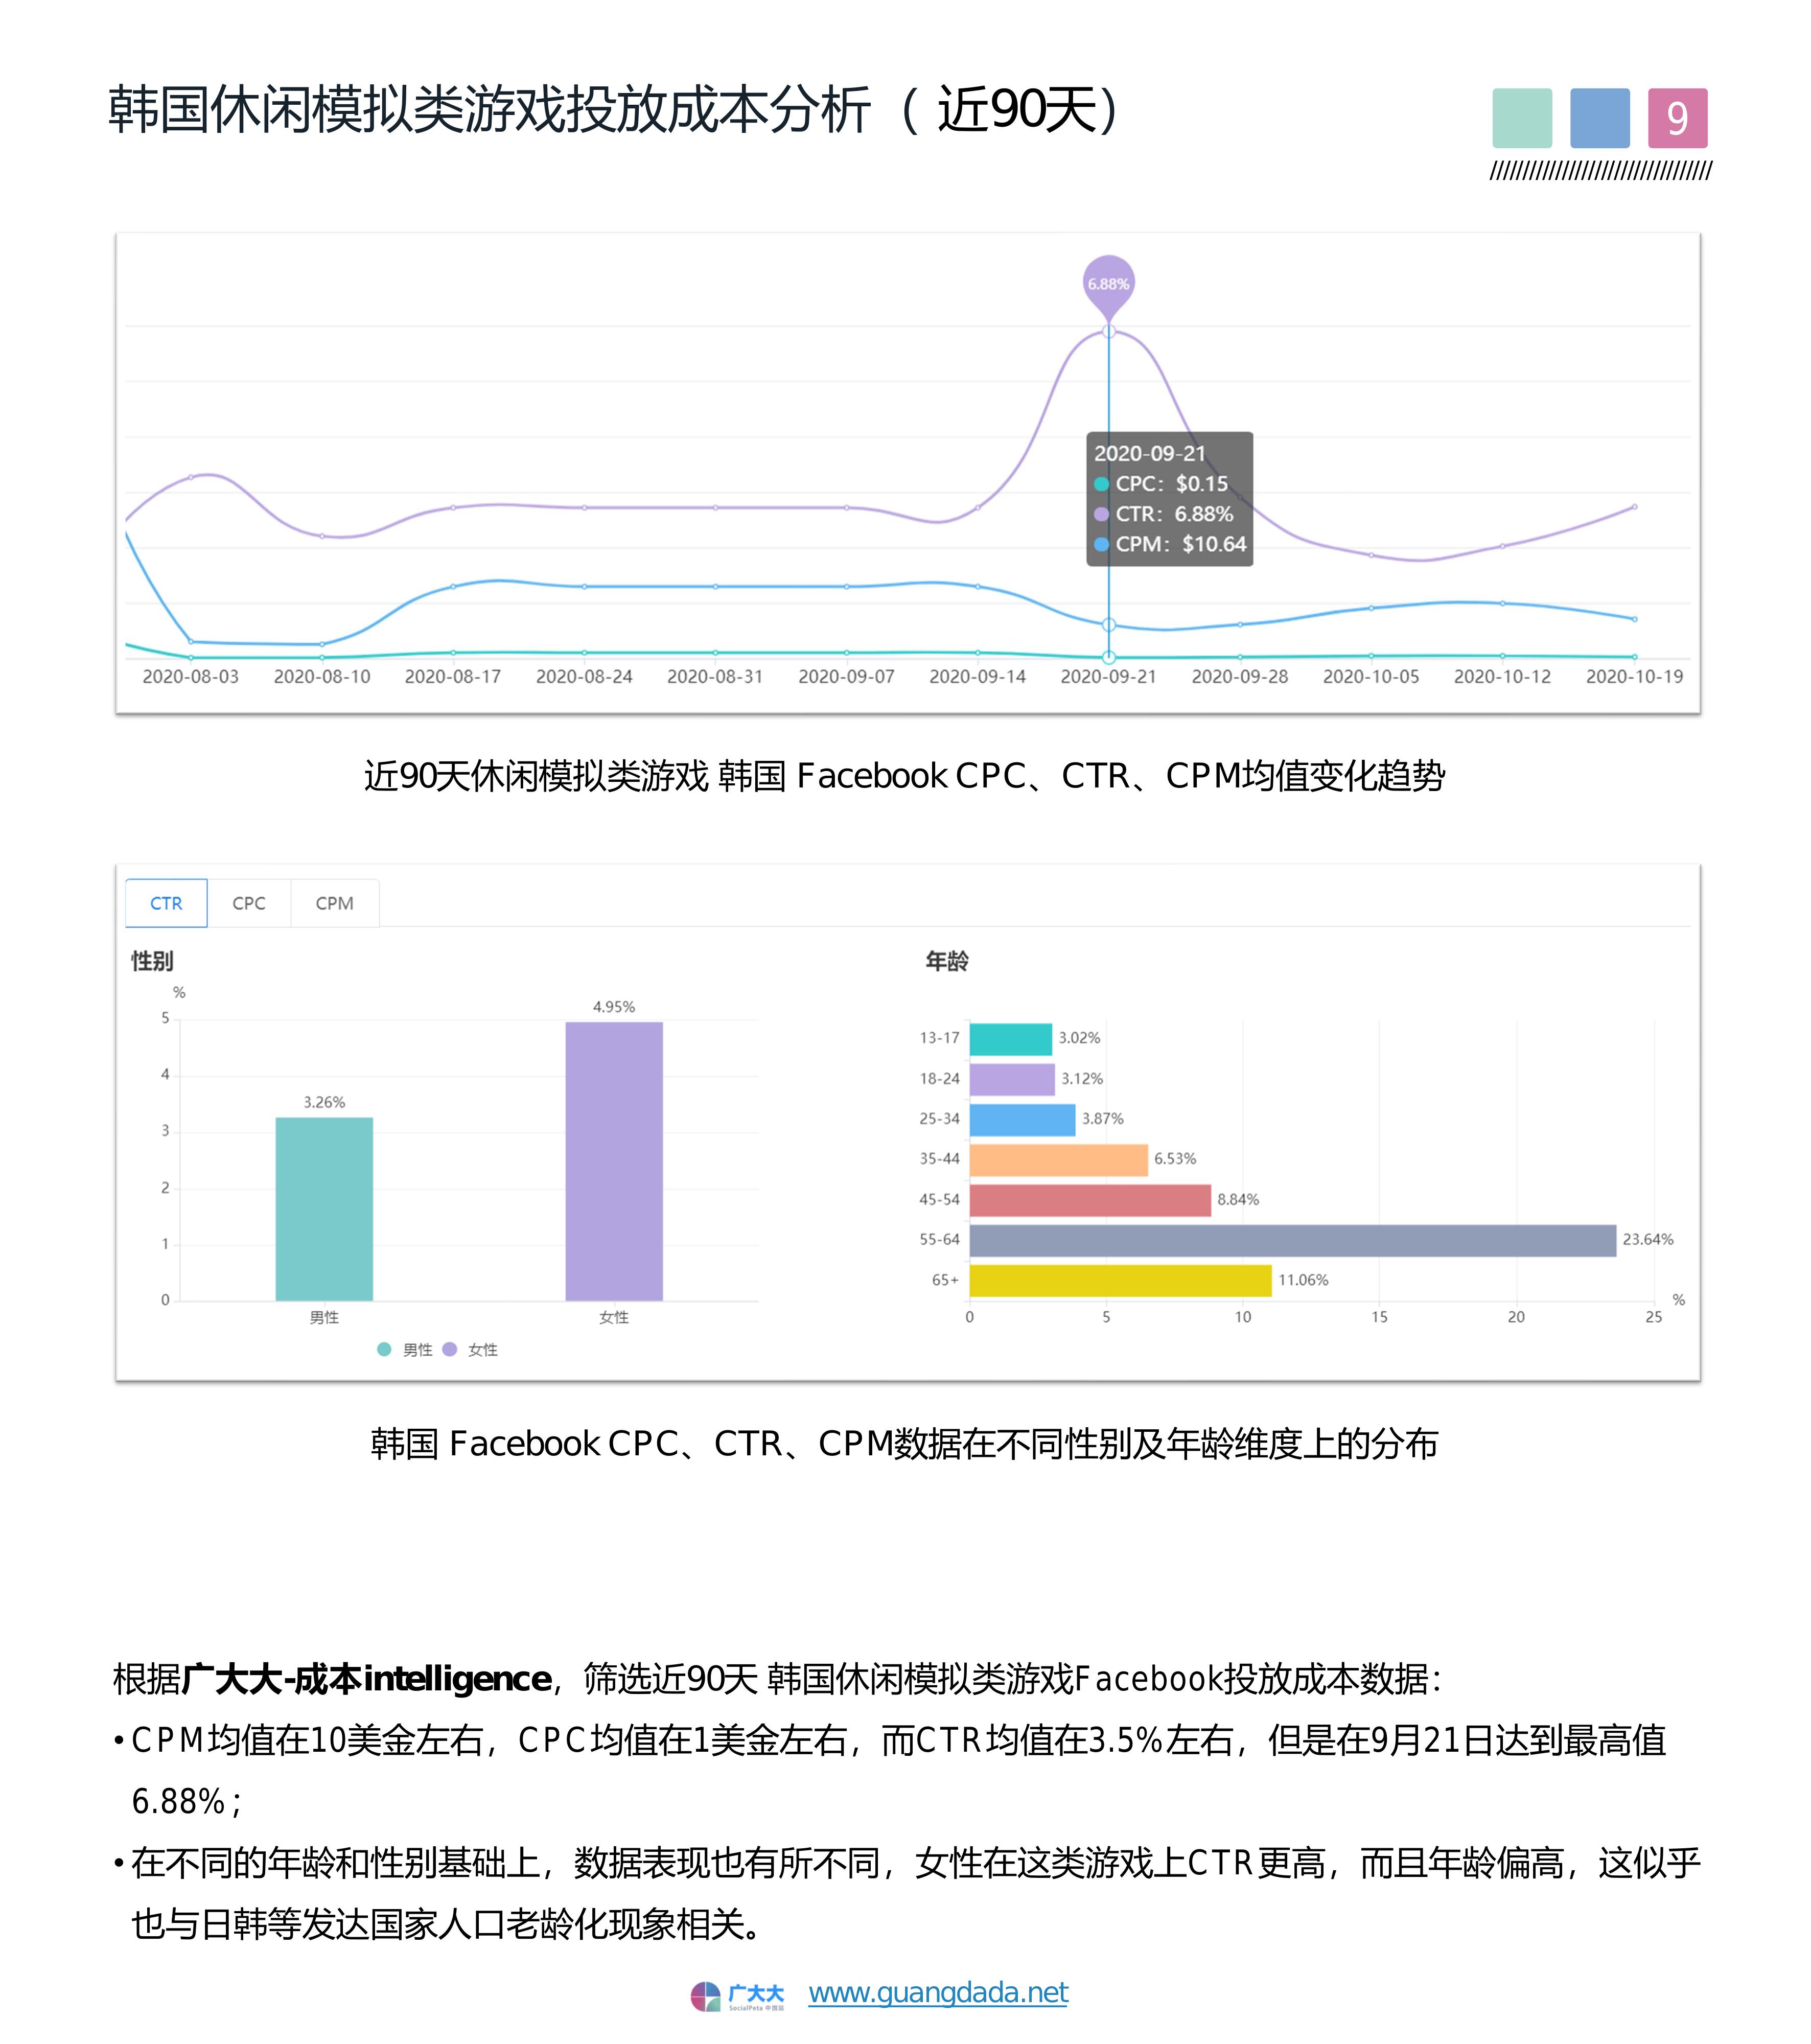 韩国休闲模拟类游戏投放成本分析（ 近90天）
9
6.88%
2020-09-21
CPC： $0.15
CTR： 6.88%
CPM： $10.64
2020-08-03 2020-08-10 2020-08-17 2020-08-24 2020-08-31 2020-09-07 2020-09-14 2020-09-21 2020-09-28 2020-10-05 2020-10-12 2020-10-19
近90天休闲模拟类游戏 韩国 Facebook CPC、CTR、CPM均值变化趋势
CTR CPC CPM
性别
%
5
4
3
2
1
0
3.26%
4.95%
男性 女性
男性 女性
年龄
13-17 3.02%
18-24 3.12%
25-34 3.87%
35-44 6.53%
45-54 8.84%
55-64 23.64%
65+ 11.06%
%
0 5 10 15 20 25
韩国 Facebook CPC、CTR、CPM数据在不同性别及年龄维度上的分布
根据广大大-成本intelligence，筛选近90天 韩国休闲模拟类游戏Facebook投放成本数据：
•CPM均值在10美金左右，CPC均值在1美金左右，而CTR均值在3.5%左右，但是在9月21日达到最高值
6.88%；
•在不同的年龄和性别基础上，数据表现也有所不同，女性在这类游戏上CTR更高，而且年龄偏高，这似乎
也与日韩等发达国家人口老龄化现象相关。
广大大
SocialPeta 中国站
www.guangdada.net